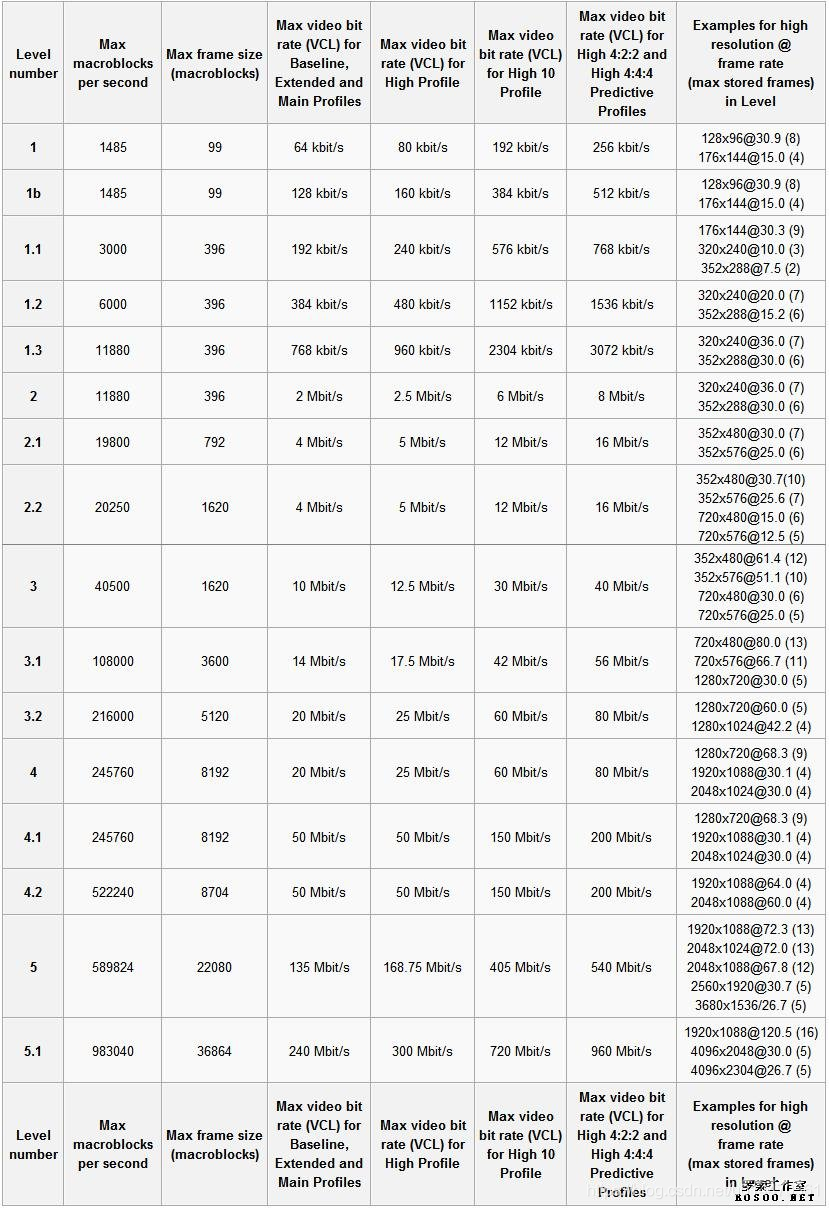 Level number
Max macroblocks per second
Max frame size (macroblocks)
Max video bit rate (VCL) for Baseline, Extended and Main Profiles
Max video bit rate (VCL) for High Profile
Max video bit rate (VCL) for High 10 Profile
Max video bit rate (VCL) for High 4:2:2 and High 4:4:4 Predictive Profiles
Examples for high resolution @ frame rate (max stored frames) in Level
1 1485 99 64 kbit/s 80 kbit/s 192 kbit/s 256 kbit/s 128x96@30.9 (8)
176x144@15.0 (4)
1b 1485 99 128 kbit/s 160 kbit/s 384 kbit/s 512 kbit/s 128x96@30.9 (8)
176x144@15.0 (4)
1.1 3000 396 192 kbit/s 240 kbit/s 576 kbit/s 768 kbit/s 176x144@30.3 (9)
320x240@10.0 (3)
352x288@7.5 (2)
1.2 6000 396 384 kbit/s 480 kbit/s 1152 kbit/s 1536 kbit/s 320x240@20.0 (7)
352x288@15.2 (6)
1.3 11880 396 768 kbit/s 960 kbit/s 2304 kbit/s 3072 kbit/s 320x240@36.0 (7)
352x288@30.0 (6)
2 11880 396 2 Mbit/s 2.5 Mbit/s 6 Mbit/s 8 Mbit/s 320x240@36.0 (7)
352x288@30.0 (6)
2.1 19800 792 4 Mbit/s 5 Mbit/s 12 Mbit/s 16 Mbit/s 352x480@30.0 (7)
352x576@25.0 (6)
2.2 20250 1620 4 Mbit/s 5 Mbit/s 12 Mbit/s 16 Mbit/s 352x480@30.7(10)
352x576@25.6 (7)
720x480@15.0 (6)
720x576@12.5 (5)
3 40500 1620 10 Mbit/s 12.5 Mbit/s 30 Mbit/s 40 Mbit/s 352x480@61.4 (12)
352x576@51.1 (10)
720x480@30.0 (6)
720x576@25.0 (5)
3.1 108000 3600 14 Mbit/s 17.5 Mbit/s 42 Mbit/s 56 Mbit/s 720x480@80.0 (13)
720x576@66.7 (11)
1280x720@30.0 (5)
3.2 216000 5120 20 Mbit/s 25 Mbit/s 60 Mbit/s 80 Mbit/s 1280x720@60.0 (5)
1280x1024@42.2 (4)
4 245760 8192 20 Mbit/s 25 Mbit/s 60 Mbit/s 80 Mbit/s 1280x720@68.3 (9)
1920x1088@30.1 (4)
2048x1024@30.0 (4)
4.1 245760 8192 50 Mbit/s 50 Mbit/s 150 Mbit/s 200 Mbit/s 1280x720@68.3 (9)
1920x1088@30.1 (4)
2048x1024@30.0 (4)
4.2 522240 8704 50 Mbit/s 50 Mbit/s 150 Mbit/s 200 Mbit/s 1920x1088@64.0 (4)
2048x1088@60.0 (4)
5 589824 22080 135 Mbit/s 168.75 Mbit/s 405 Mbit/s 540 Mbit/s 1920x1088@72.3 (13)
2048x1024@72.0 (13)
2048x1088@67.8 (12)
2560x1920@30.7 (5)
3680x1536/26.7 (5)
5.1 983040 36864 240 Mbit/s 300 Mbit/s 720 Mbit/s 960 Mbit/s 1920x1088@120.5 (16)
4096x2048@30.0 (5)
4096x2304@26.7 (5)
Level number
Max macroblocks per second
Max frame size (macroblocks)
Max video bit rate (VCL) for Baseline, Extended and Main Profiles
Max video bit rate (VCL) for High Profile
Max video bit rate (VCL) for High 10 Profile
Max video bit rate (VCL) for High 4:2:2 and High 4:4:4 Predictive Profiles
Examples for high resolution @ frame rate (max stored frames) in Level
罗索工作室
ROSOO.NET